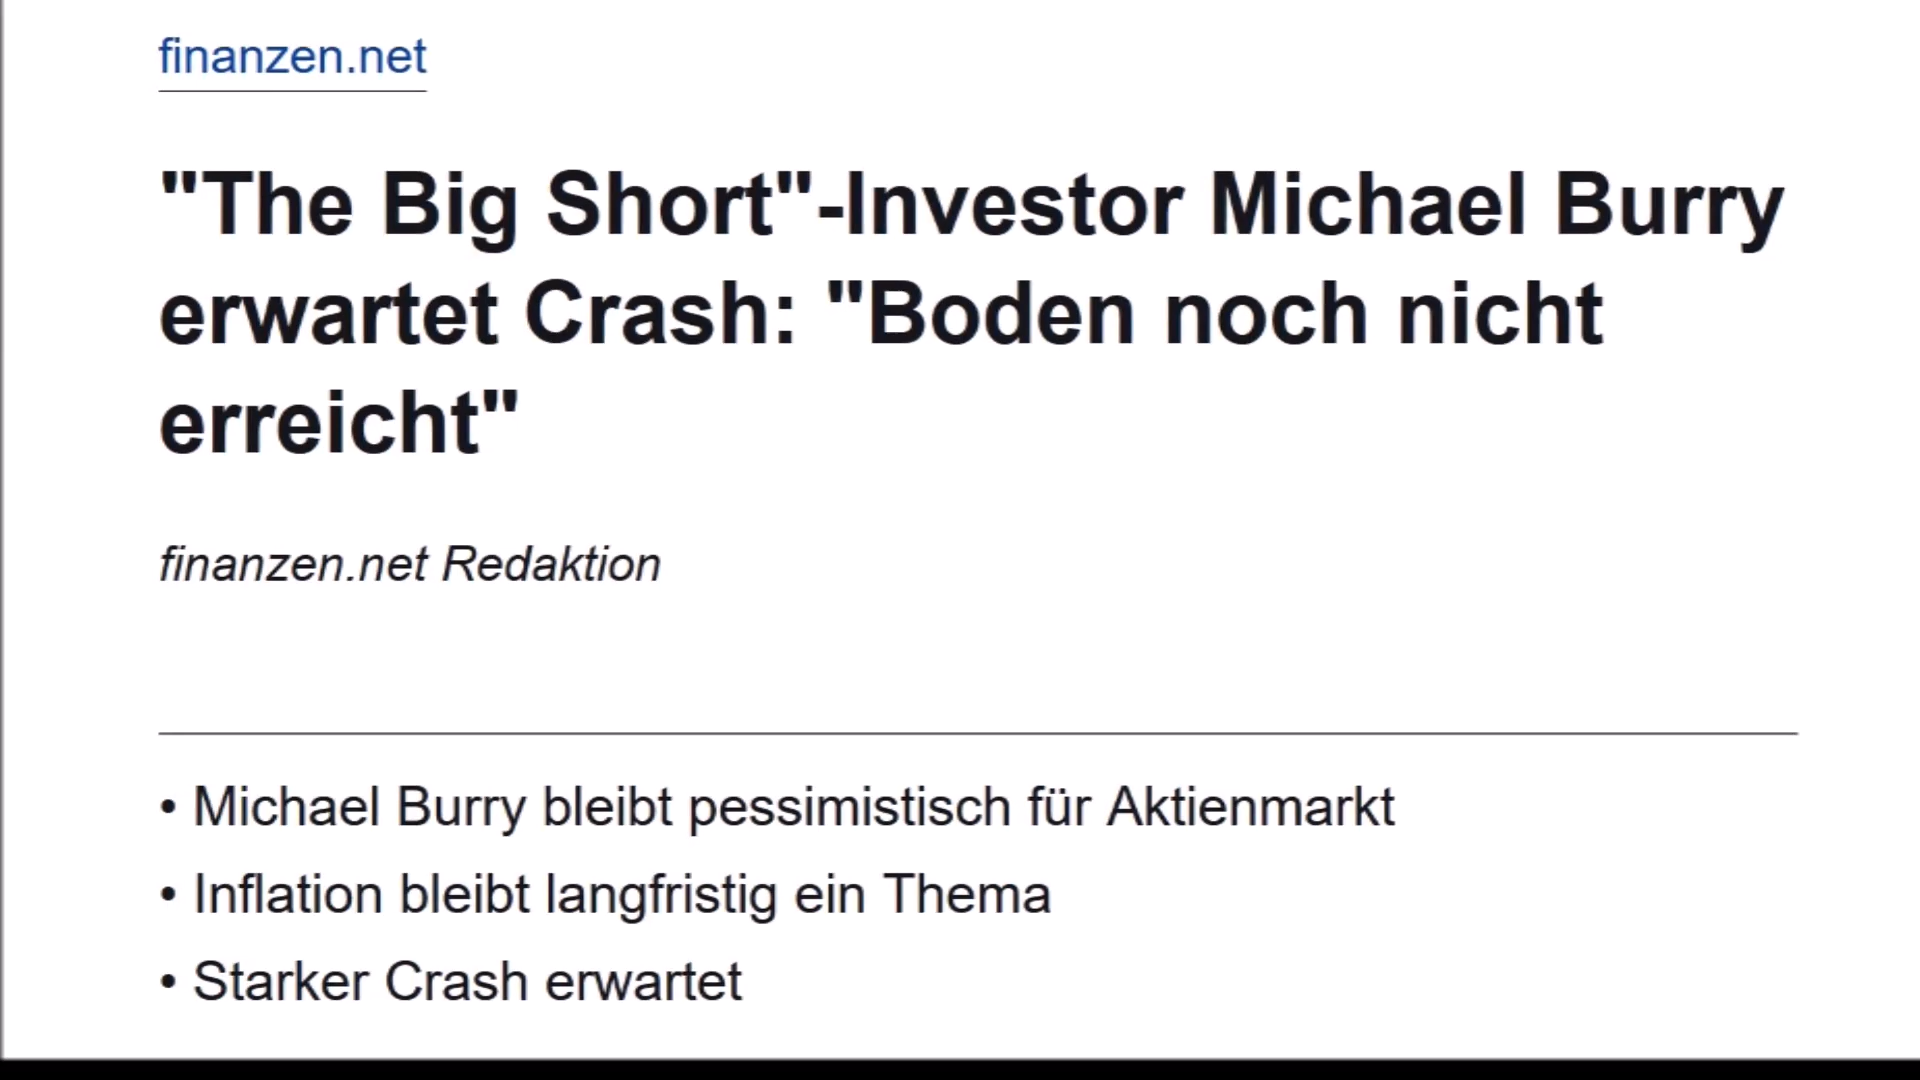 finanzen.net
"The Big Short"-Investor Michael Burry
erwartet Crash: "Boden noch nicht
erreicht"
finanzen.net Redaktion
• Michael Burry bleibt pessimistisch für Aktienmarkt
• Inflation bleibt langfristig ein Thema
• Starker Crash erwartet